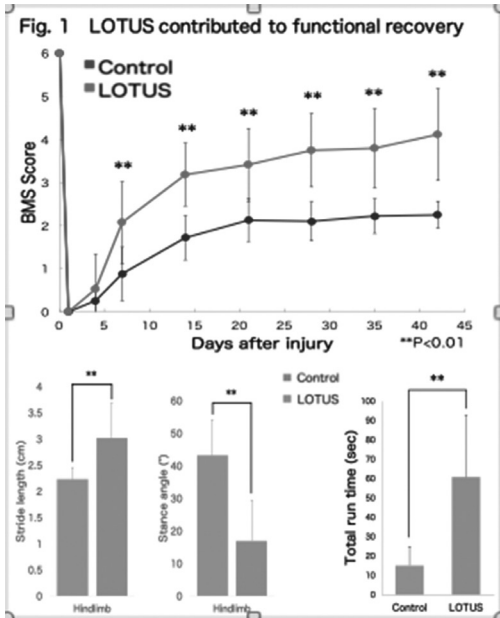 Fig. 1 LOTUS contributed to functional recovery
6
5
4
3
2
1
0
BMS Score
Control
LOTUS
**
**
**
**
**
**
0 5 10 15 20 25 30 35 40 45
Days after injury
**P<0.01
4
3.5
3
2.5
2
1.5
1
0.5
0
Stride length (cm)
**
Hindlimb
60
50
40
30
20
10
0
Stance angle (°)
**
Hindlimb
Control
LOTUS
100
90
80
70
60
50
40
30
20
10
0
Total run time (sec)
**
Control LOTUS